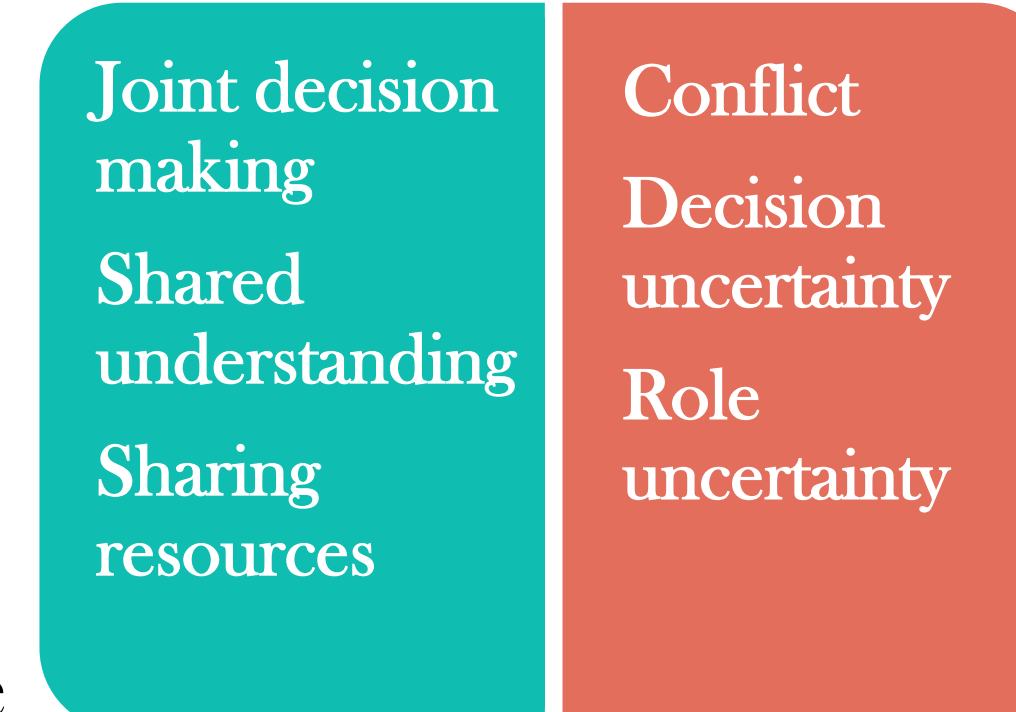 Joint decision
making
Shared
understanding
Sharing
resources
Conflict
Decision
uncertainty
Role
uncertainty